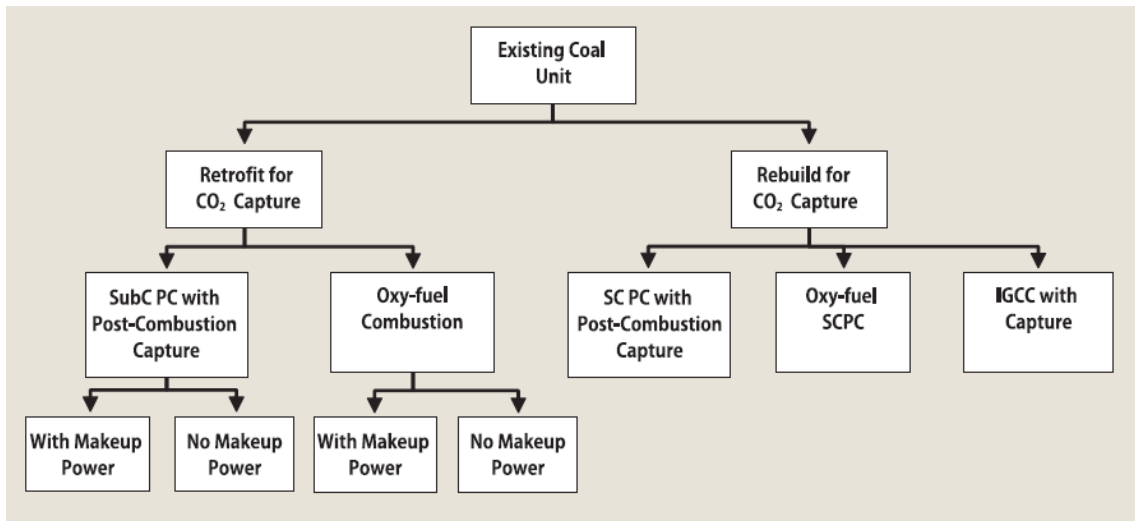 Existing Coal
Unit
Retrofit for
CO₂ Capture
Rebuild for
CO₂ Capture
SubC PC with
Post-Combustion
Capture
Oxy-fuel
Combustion
SC PC with
Post-Combustion
Capture
Oxy-fuel
SCPC
IGCC with
Capture
With Makeup
Power
No Makeup
Power
With Makeup
Power
No Makeup
Power